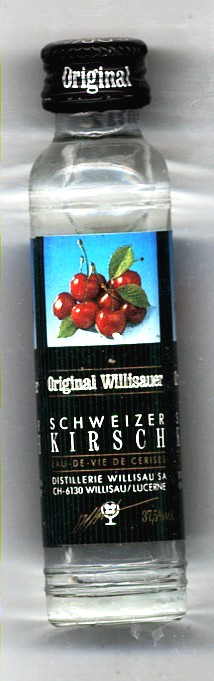 Original
Original Willisauer
SCHWEIZER
KIRSCH
EAU-DE-VIE DE CERISES
DISTILLERIE WILLISAU SA
CH-6130 WILLISAU/LUCERNE
37,5%vol.